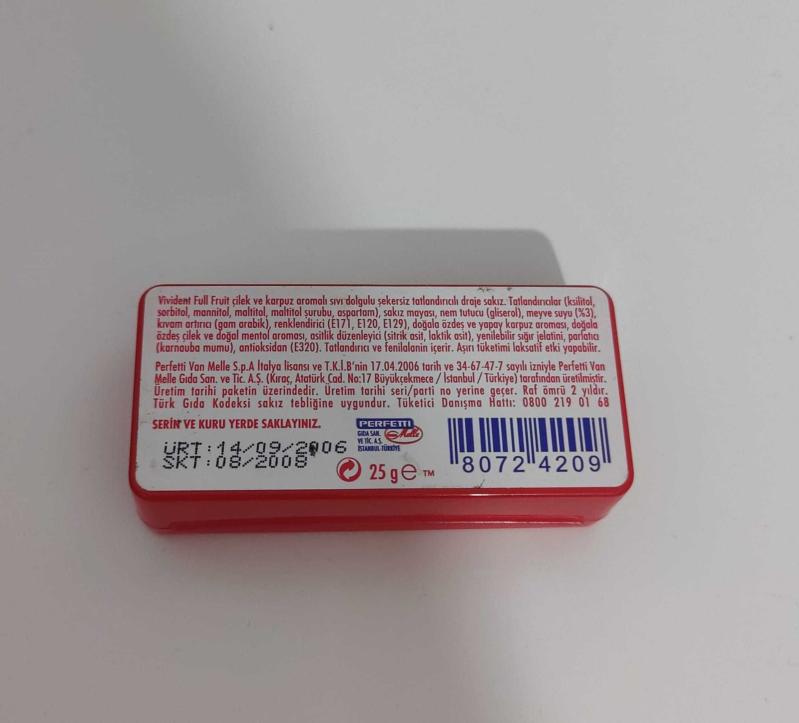 Vivident Full Fruit çilek ve karpuz aromalı sıvı dolgulu şekersiz tatlandırıcılı draje sakız. Tatlandırıcılar (ksilitol,
sorbitol, mannitol, maltitol, maltitol şurubu, aspartam), sakız mayası, nem tutucu (gliserol), meyve suyu (%3),
kıvam artırıcı (gam arabik), renklendirici (E171, E120, E129), doğala özdeş ve yapay karpuz aroması, doğala
özdeş çilek ve doğal mentol aroması, asitlik düzenleyici (sitrik asit, laktik asit), yenilebilir sığır jelatini, parlatıcı
(karnauba mumu), antioksidan (E320). Tatlandırıcı ve fenilalanin içerir. Aşırı tüketimi laksatif etki yapabilir.
Perfetti Van Melle S.p.A İtalya lisansı ve T.K.İ.B'nin 17.04.2006 tarih ve 34-67-47-7 sayılı izniyle Perfetti Van
Melle Gıda San. ve Tic. A.Ş. (Kıraç, Atatürk Cad. No:17 Büyükçekmece / İstanbul / Türkiye) tarafından üretilmiştir.
Üretim tarihi paketin üzerindedir. Üretim tarihi seri/parti no yerine geçer. Raf ömrü 2 yıldır.
Türk Gıda Kodeksi sakız tebliğine uygundur. Tüketici Danışma Hattı: 0800 219 01 68
SERİN VE KURU YERDE SAKLAYINIZ.
PERFETTI
GIDA SAN.
VE TİC. A.Ş.
Melle
İSTANBUL-TÜRKİYE
ÜRT:14/09/2006
SKT:08/2008
25 g e ™
8072 4209